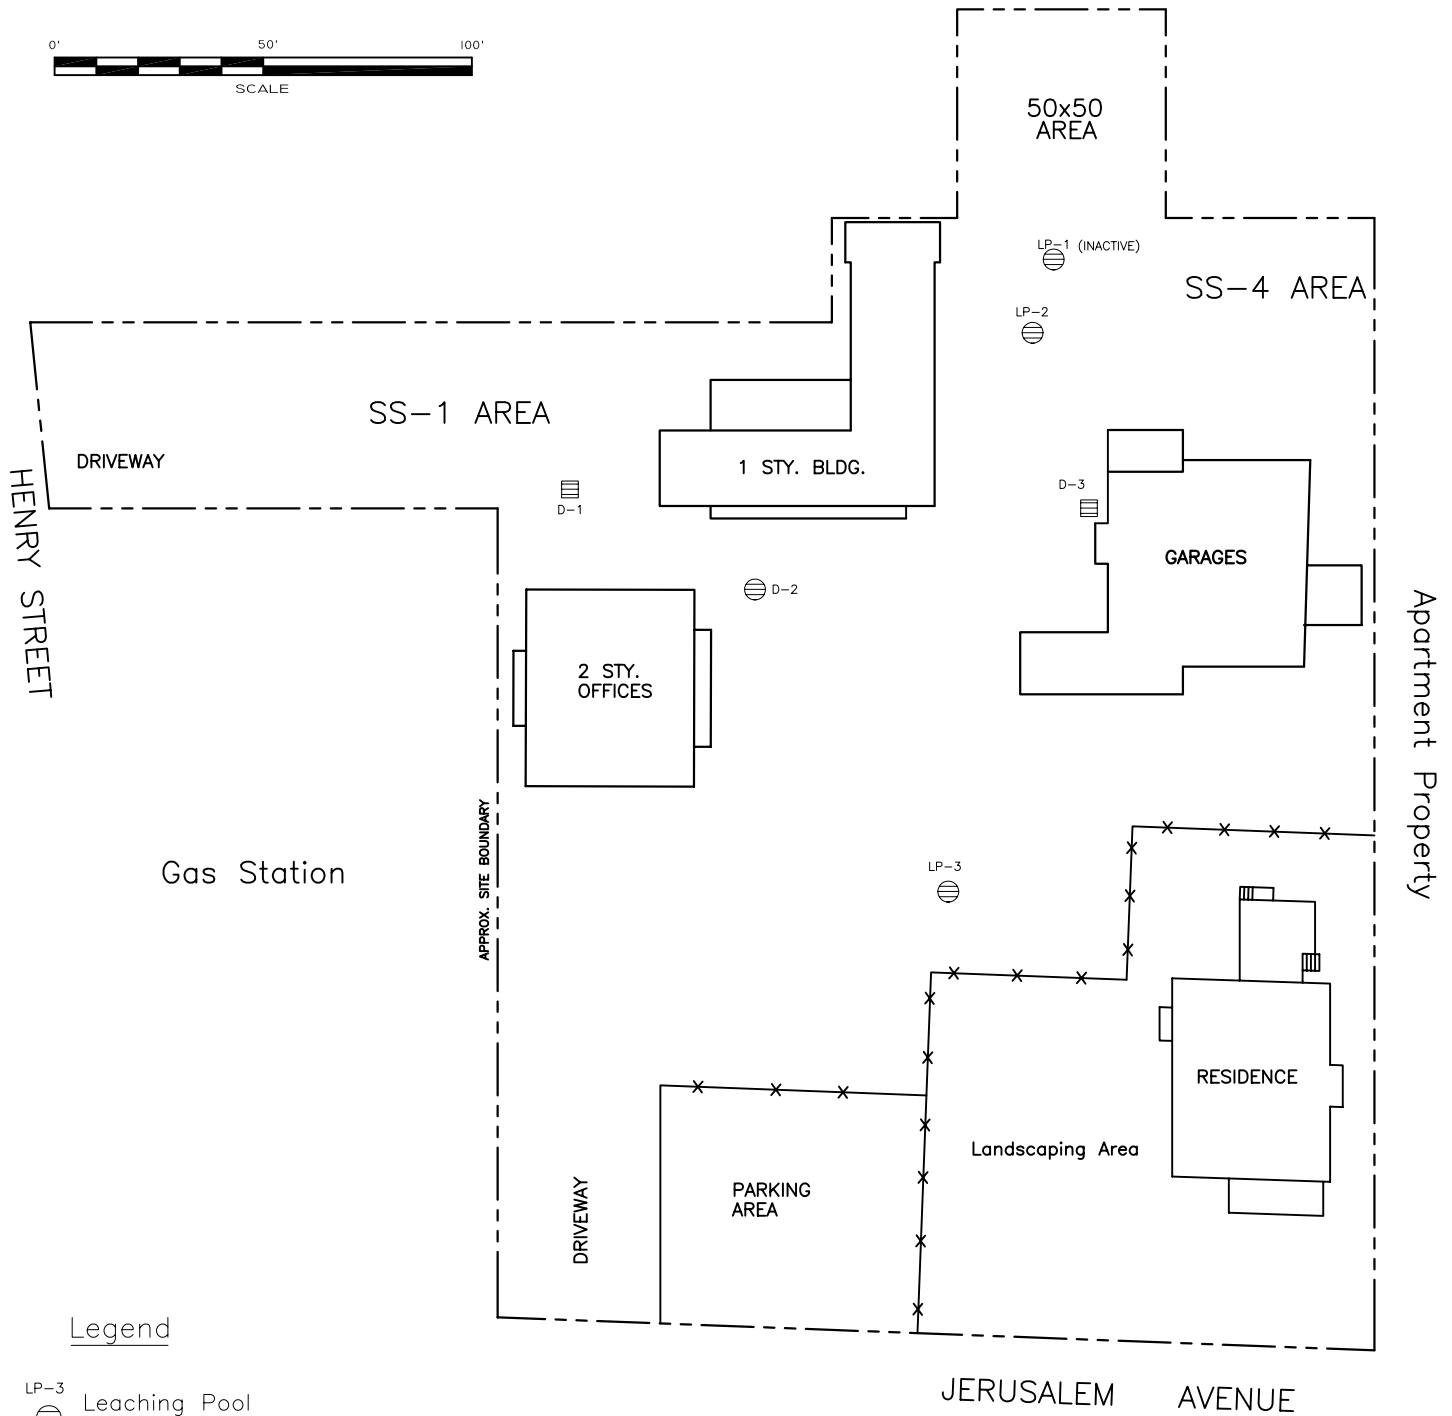 0' 50' 100'
SCALE
50x50
AREA
LP-1 (INACTIVE)
SS-4 AREA
LP-2
SS-1 AREA
DRIVEWAY
1 STY. BLDG.
D-1
D-3
HENRY STREET
GARAGES
D-2
2 STY.
OFFICES
Apartment Property
APPROX. SITE BOUNDARY
Gas Station
LP-3
RESIDENCE
Landscaping Area
PARKING
AREA
DRIVEWAY
Legend
LP-3
Leaching Pool
JERUSALEM AVENUE